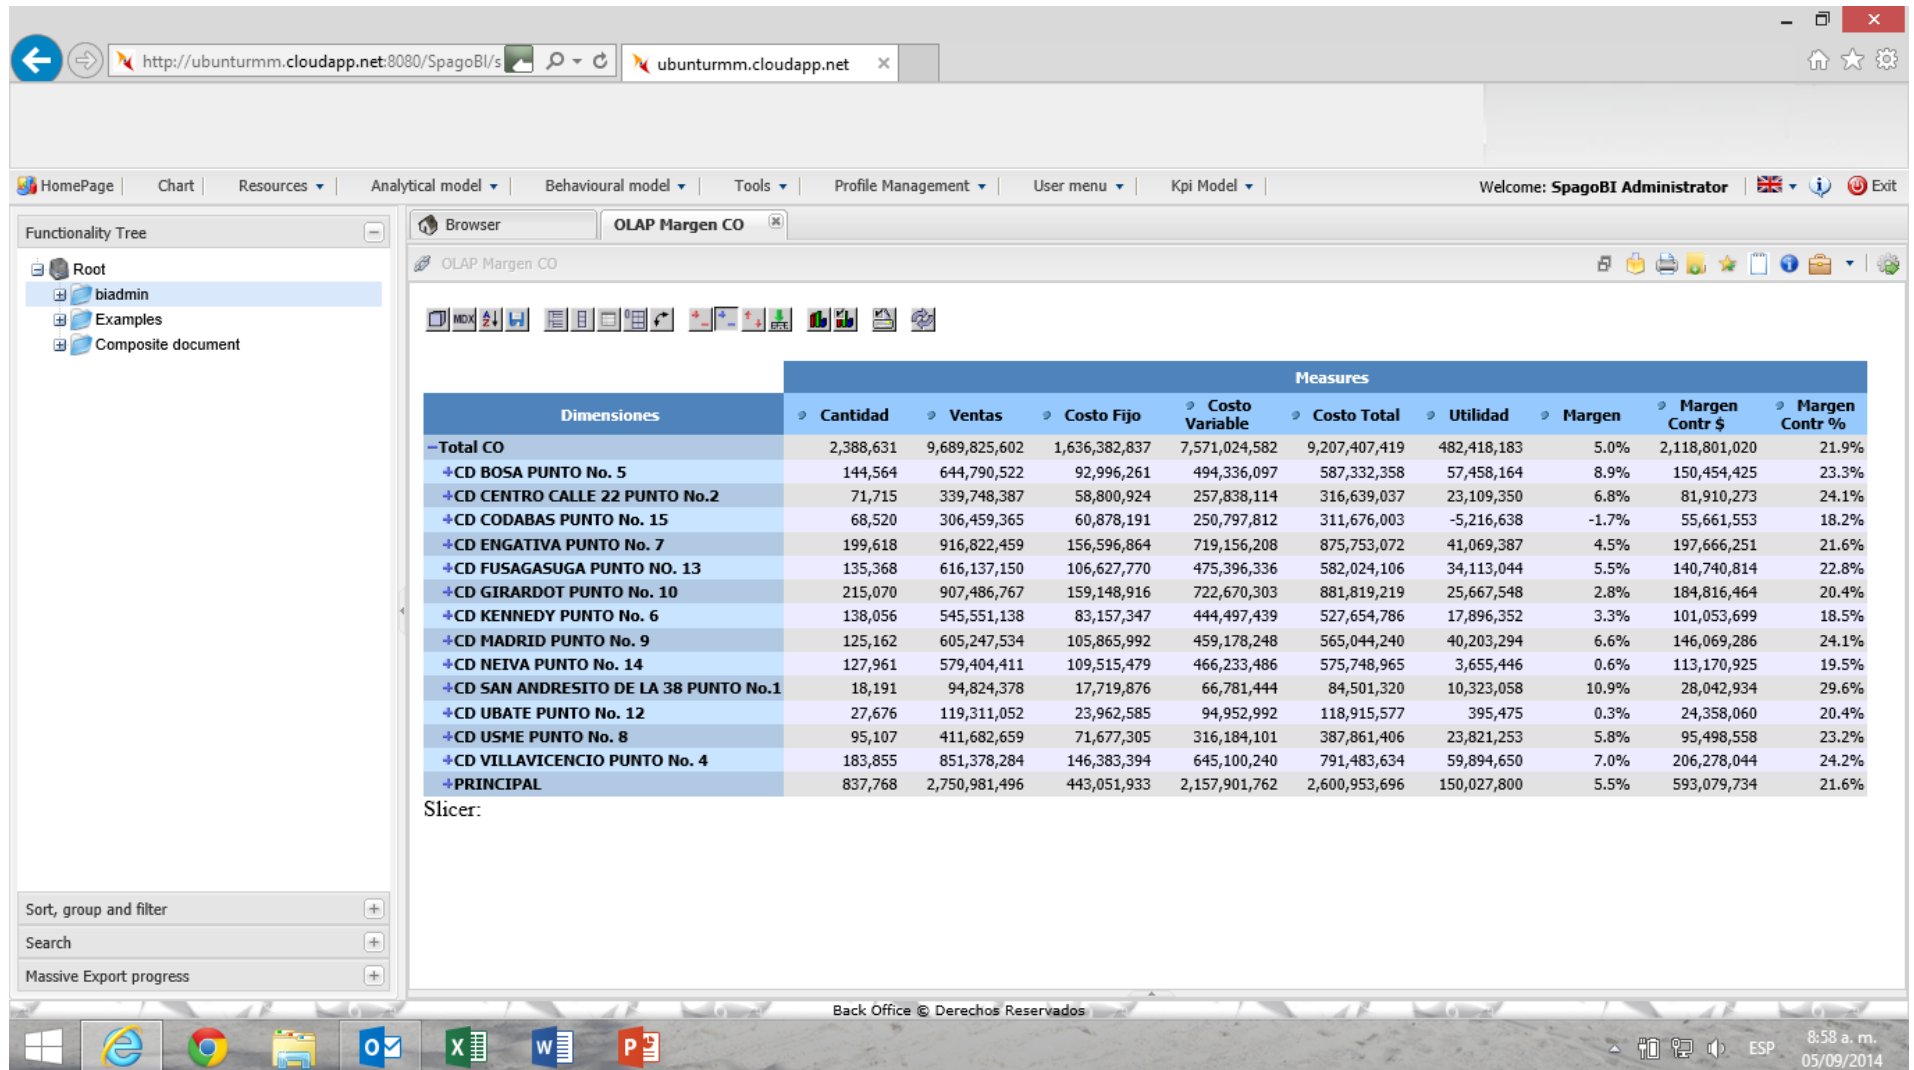 http://ubunturmm.cloudapp.net:8080/SpagoBI/s
ubunturmm.cloudapp.net
HomePage Chart Resources Analytical model Behavioural model Tools Profile Management User menu Kpi Model Welcome: SpagoBI Administrator Exit
Functionality Tree
Root
biadmin
Examples
Composite document
Sort, group and filter
Search
Massive Export progress
Browser OLAP Margen CO
OLAP Margen CO
MDX
Measures
Dimensiones Cantidad Ventas Costo Fijo Costo Variable Costo Total Utilidad Margen Margen Contr $ Margen Contr %
Total CO 2,388,631 9,689,825,602 1,636,382,837 7,571,024,582 9,207,407,419 482,418,183 5.0% 2,118,801,020 21.9%
CD BOSA PUNTO No. 5 144,564 644,790,522 92,996,261 494,336,097 587,332,358 57,458,164 8.9% 150,454,425 23.3%
CD CENTRO CALLE 22 PUNTO No.2 71,715 339,748,387 58,800,924 257,838,114 316,639,037 23,109,350 6.8% 81,910,273 24.1%
CD CODABAS PUNTO No. 15 68,520 306,459,365 60,878,191 250,797,812 311,676,003 -5,216,638 -1.7% 55,661,553 18.2%
CD ENGATIVA PUNTO No. 7 199,618 916,822,459 156,596,864 719,156,208 875,753,072 41,069,387 4.5% 197,666,251 21.6%
CD FUSAGASUGA PUNTO NO. 13 135,368 616,137,150 106,627,770 475,396,336 582,024,106 34,113,044 5.5% 140,740,814 22.8%
CD GIRARDOT PUNTO No. 10 215,070 907,486,767 159,148,916 722,670,303 881,819,219 25,667,548 2.8% 184,816,464 20.4%
CD KENNEDY PUNTO No. 6 138,056 545,551,138 83,157,347 444,497,439 527,654,786 17,896,352 3.3% 101,053,699 18.5%
CD MADRID PUNTO No. 9 125,162 605,247,534 105,865,992 459,178,248 565,044,240 40,203,294 6.6% 146,069,286 24.1%
CD NEIVA PUNTO No. 14 127,961 579,404,411 109,515,479 466,233,486 575,748,965 3,655,446 0.6% 113,170,925 19.5%
CD SAN ANDRESITO DE LA 38 PUNTO No.1 18,191 94,824,378 17,719,876 66,781,444 84,501,320 10,323,058 10.9% 28,042,934 29.6%
CD UBATE PUNTO No. 12 27,676 119,311,052 23,962,585 94,952,992 118,915,577 395,475 0.3% 24,358,060 20.4%
CD USME PUNTO No. 8 95,107 411,682,659 71,677,305 316,184,101 387,861,406 23,821,253 5.8% 95,498,558 23.2%
CD VILLAVICENCIO PUNTO No. 4 183,855 851,378,284 146,383,394 645,100,240 791,483,634 59,894,650 7.0% 206,278,044 24.2%
PRINCIPAL 837,768 2,750,981,496 443,051,933 2,157,901,762 2,600,953,696 150,027,800 5.5% 593,079,734 21.6%
Slicer:
Back Office © Derechos Reservados
ESP
8:58 a. m.
05/09/2014